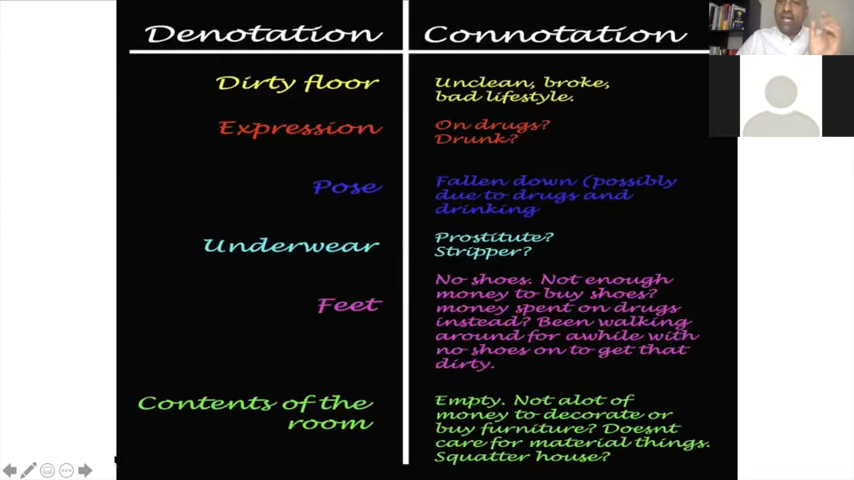 Denotation
Connotation
Dirty floor
Unclean, broke,
bad lifestyle.
Expression
On drugs?
Drunk?
Pose
Fallen down (possibly
due to drugs and
drinking
Underwear
Prostitute?
Stripper?
Feet
No shoes. Not enough
money to buy shoes?
money spent on drugs
instead? Been walking
around for awhile with
no shoes on to get that
dirty.
Contents of the
room
Empty. Not alot of
money to decorate or
buy furniture? Doesnt
care for material things.
Squatter house?